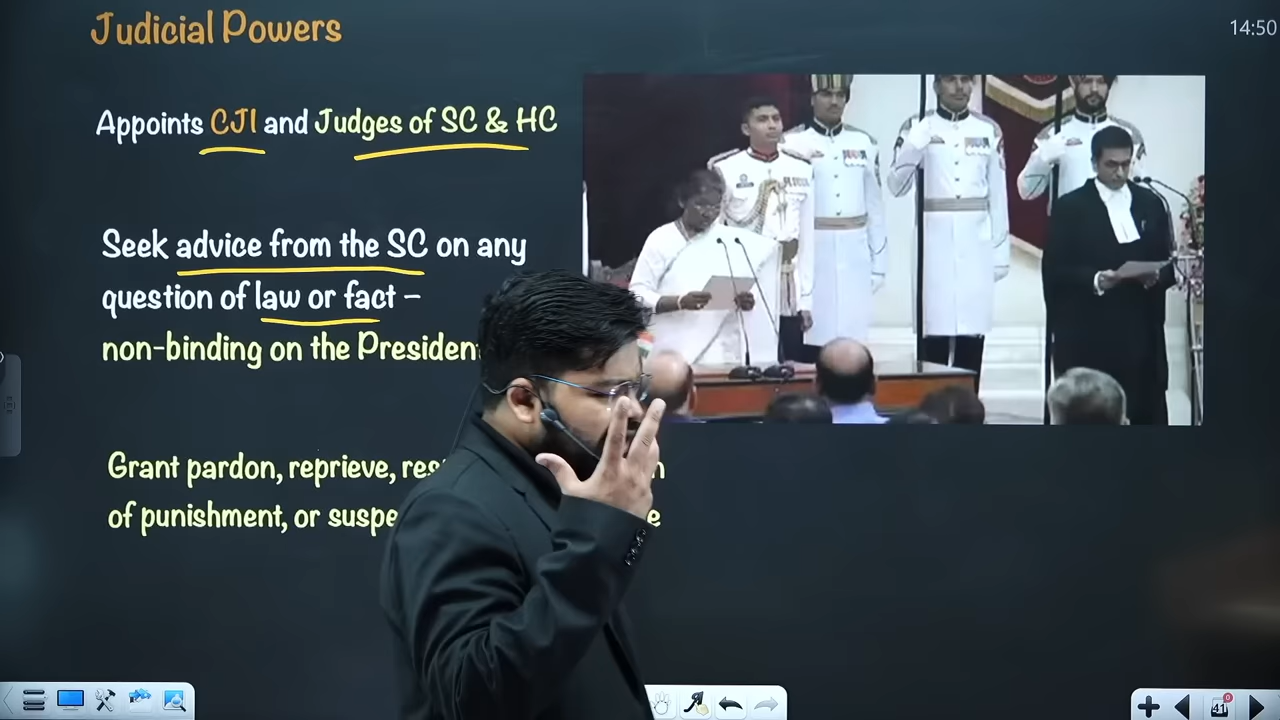 Judicial Powers
14:50
Appoints CJI and Judges of SC & HC
Seek advice from the SC on any
question of law or fact –
non-binding on the Presiden
Grant pardon, reprieve, res
of punishment, or suspe
41